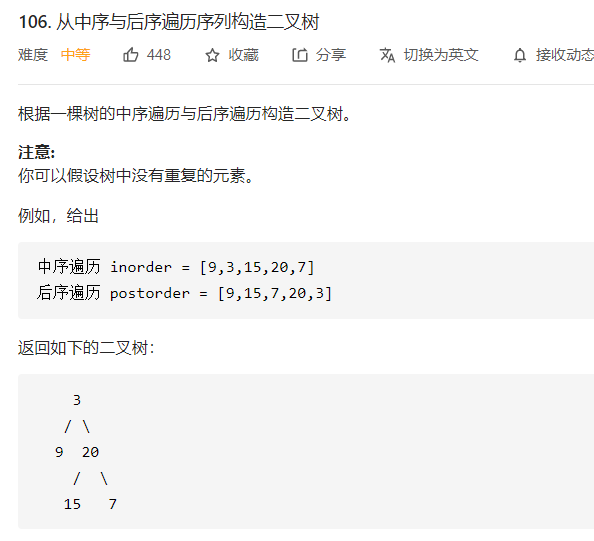 106. 从中序与后序遍历序列构造二叉树
难度 中等 448 收藏 分享 切换为英文 接收动态
根据一棵树的中序遍历与后序遍历构造二叉树。
注意:
你可以假设树中没有重复的元素。
例如，给出
中序遍历 inorder = [9,3,15,20,7]
后序遍历 postorder = [9,15,7,20,3]
返回如下的二叉树：
3
/ \
9 20
/ \
15 7